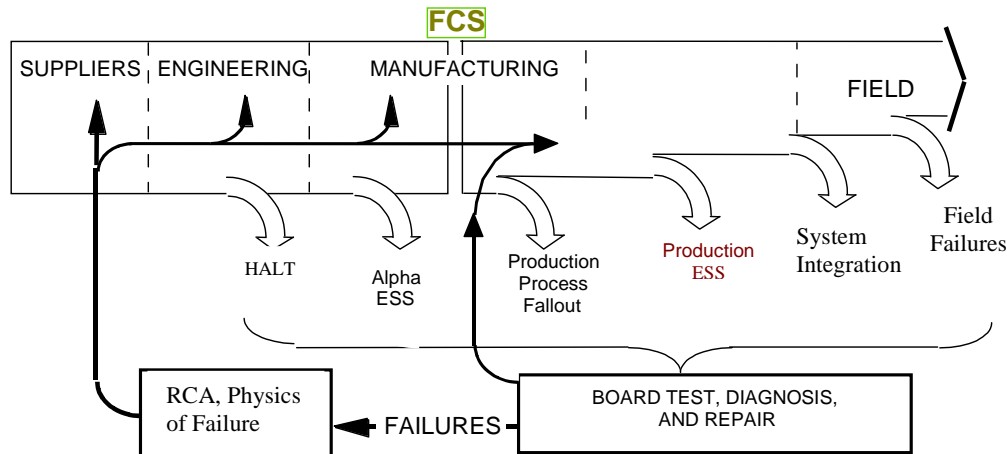 FCS
SUPPLIERS
ENGINEERING
MANUFACTURING
FIELD
HALT
Alpha
ESS
Production
Process
Fallout
Production
ESS
System
Integration
Field
Failures
RCA, Physics
of Failure
FAILURES
BOARD TEST, DIAGNOSIS,
AND REPAIR